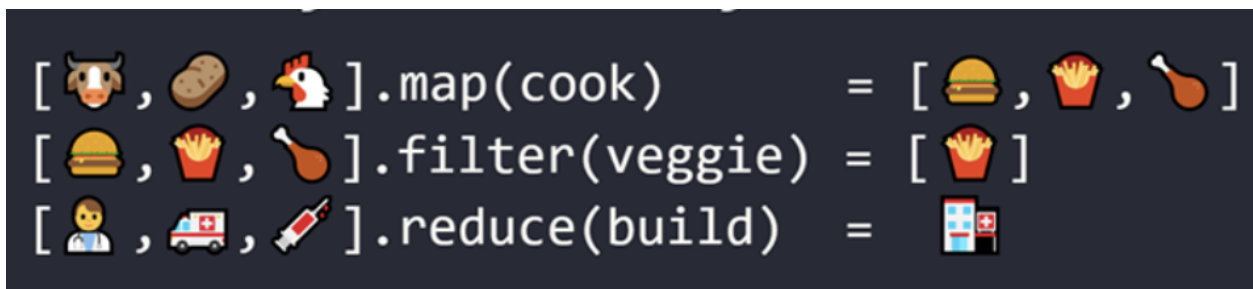 [🐮,🥔,🐔].map(cook) = [🍔,🍟,🍗]
[🍔,🍟,🍗].filter(veggie) = [🍟]
[👨‍⚕️,🚑,💉].reduce(build) = 🏥